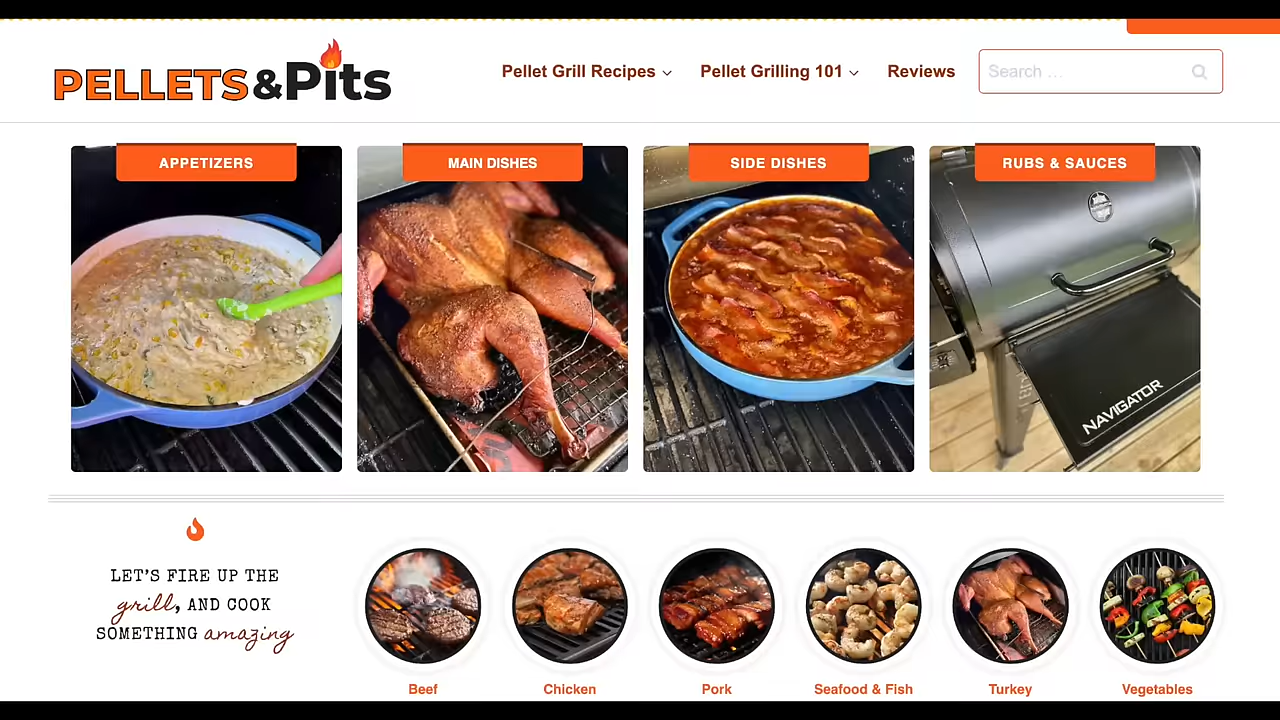 PELLETS&Pits
Pellet Grill Recipes
Pellet Grilling 101
Reviews
Search …
APPETIZERS
MAIN DISHES
SIDE DISHES
RUBS & SAUCES
NAVIGATOR
LET'S FIRE UP THE
grill, AND COOK
SOMETHING amazing
Beef
Chicken
Pork
Seafood & Fish
Turkey
Vegetables